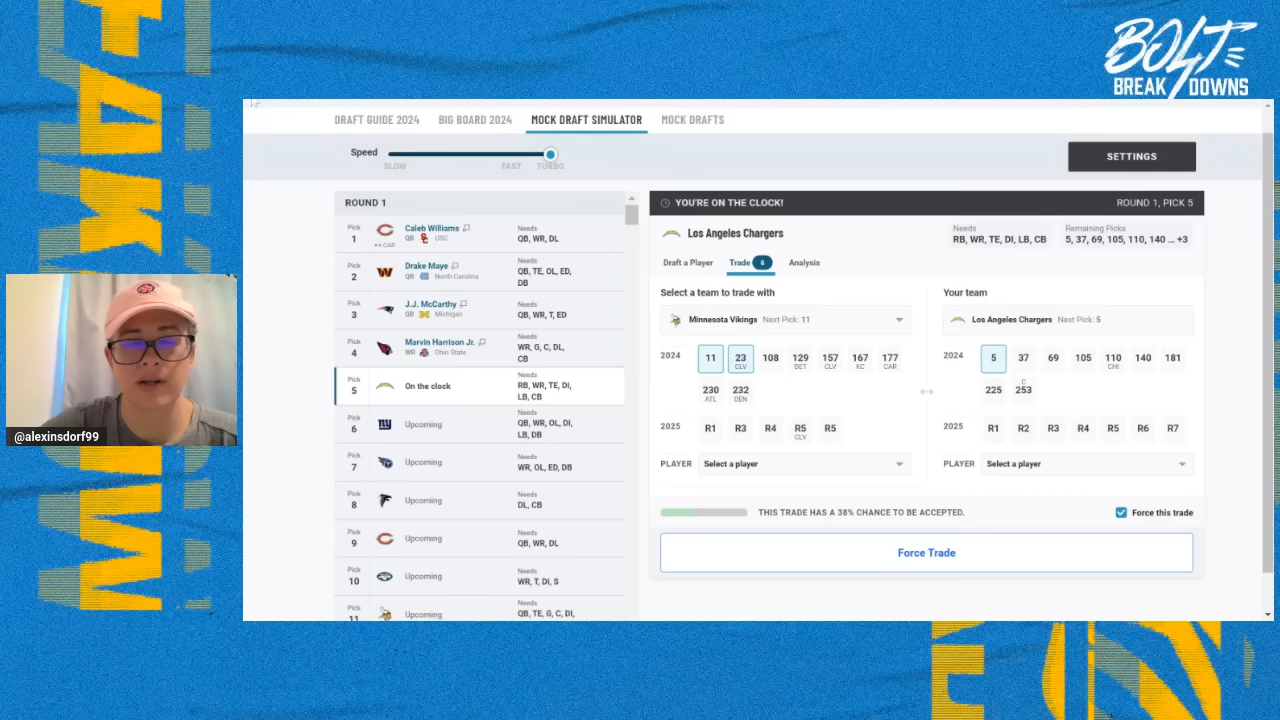 BOLT
BREAK DOWNS
DRAFT GUIDE 2024 BIG BOARD 2024 MOCK DRAFT SIMULATOR MOCK DRAFTS
Speed
SLOW FAST TURBO
SETTINGS
ROUND 1
Pick 1 Caleb Williams QB USC Needs QB, WR, DL
CAR
Pick 2 Drake Maye QB North Carolina Needs QB, TE, OL, ED, DB
Pick 3 J.J. McCarthy QB Michigan Needs QB, WR, T, ED
Pick 4 Marvin Harrison Jr. WR Ohio State Needs WR, G, C, DL, CB
Pick 5 On the clock Needs RB, WR, TE, DI, LB, CB
Pick 6 Upcoming Needs QB, WR, OL, DI, LB, DB
Pick 7 Upcoming Needs WR, OL, ED, DB
Pick 8 Upcoming Needs DL, CB
Pick 9 Upcoming Needs QB, WR, DL
Pick 10 Upcoming Needs WR, T, DI, S
Pick 11 Upcoming Needs QB, TE, G, C, DI,
YOU'RE ON THE CLOCK! ROUND 1, PICK 5
Los Angeles Chargers
Needs
RB, WR, TE, DI, LB, CB
Remaining Picks
5, 37, 69, 105, 110, 140 ... +3
Draft a Player Trade 6 Analysis
Select a team to trade with
Minnesota Vikings Next Pick: 11
2024 11 23 108 129 157 167 177
CLV DET CLV KC CAR
230 232
ATL DEN
2025 R1 R3 R4 R5 R5
CLV
PLAYER Select a player
Your team
Los Angeles Chargers Next Pick: 5
2024 5 37 69 105 110 140 181
CHI
225 253
C
2025 R1 R2 R3 R4 R5 R6 R7
PLAYER Select a player
THIS TRADE HAS A 38% CHANCE TO BE ACCEPTED.
Force this trade
Force Trade
@alexinsdorf99